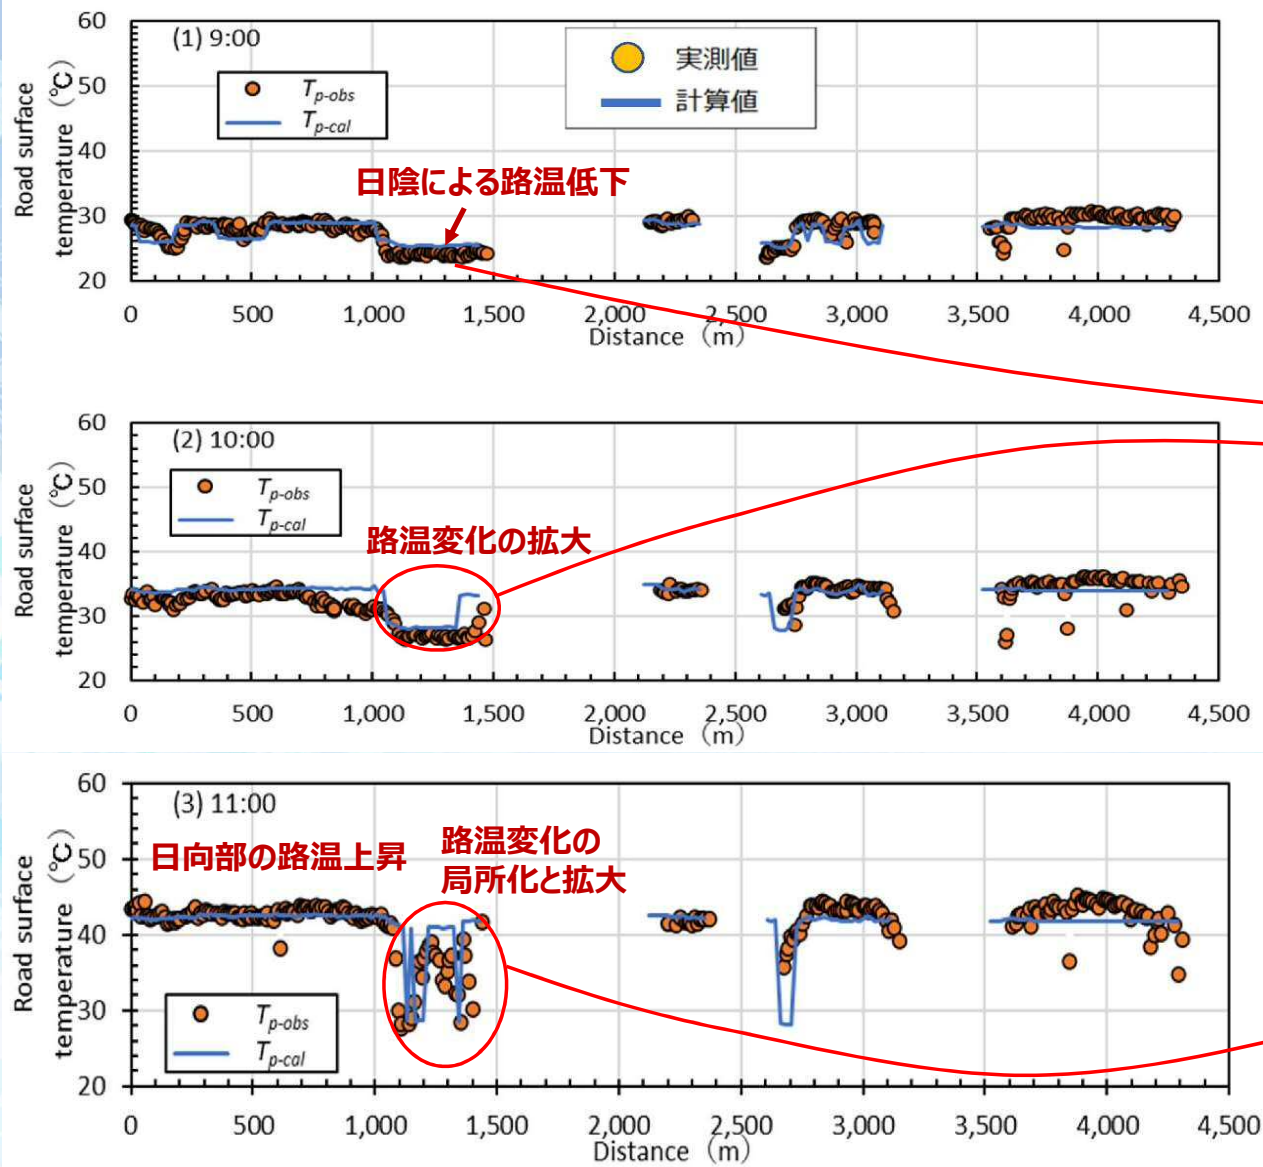 (1) 9:00
実測値
計算値
Tp-obs
Tp-cal
日陰による路温低下
Road surface
temperature (℃)
60
50
40
30
20
0 500 1,000 1,500 2,000 2,500 3,000 3,500 4,000 4,500
Distance (m)
(2) 10:00
Tp-obs
Tp-cal
路温変化の拡大
Road surface
temperature (℃)
60
50
40
30
20
0 500 1,000 1,500 2,000 2,500 3,000 3,500 4,000 4,500
Distance (m)
(3) 11:00
日向部の路温上昇
路温変化の
局所化と拡大
Tp-obs
Tp-cal
Road surface
temperature (℃)
60
50
40
30
20
0 500 1,000 1,500 2,000 2,500 3,000 3,500 4,000 4,500
Distance (m)